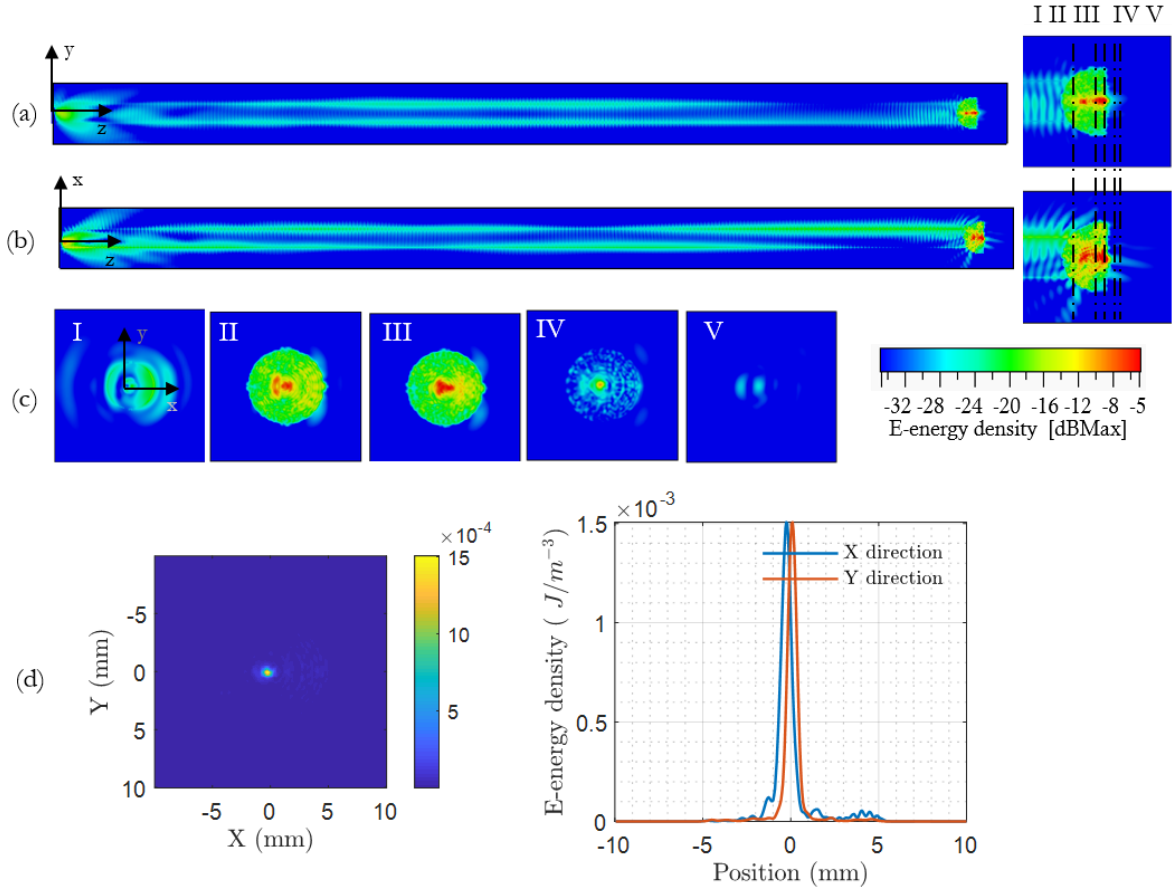 I II III IV V
y
(a)
z
x
(b)
z
I
y
x
II
III
IV
V
(c)
-32 -28 -24 -20 -16 -12 -8 -5
E-energy density [dBMax]
×10^-4
15
10
5
-5
0
5
10
-5 0 5 10
Y (mm)
X (mm)
(d)
×10^-3
1.5
1
0.5
0
-10 -5 0 5 10
E-energy density ( J/m^-3)
Position (mm)
X direction
Y direction